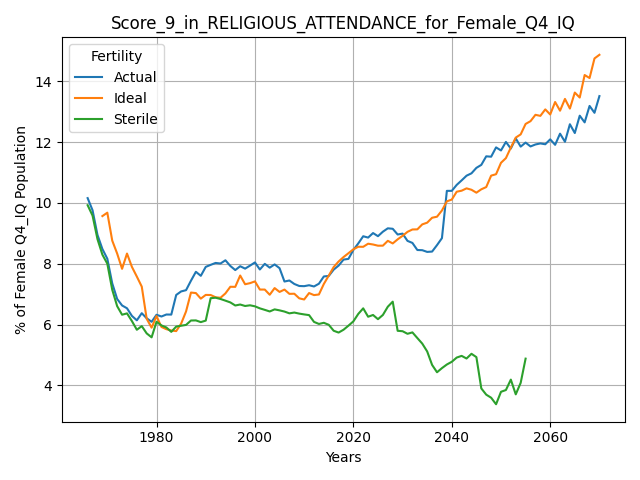 Score_9_in_RELIGIOUS_ATTENDANCE_for_Female_Q4_IQ
Fertility
Actual
Ideal
Sterile
14
12
10
8
6
4
% of Female Q4_IQ Population
1980
2000
2020
2040
2060
Years